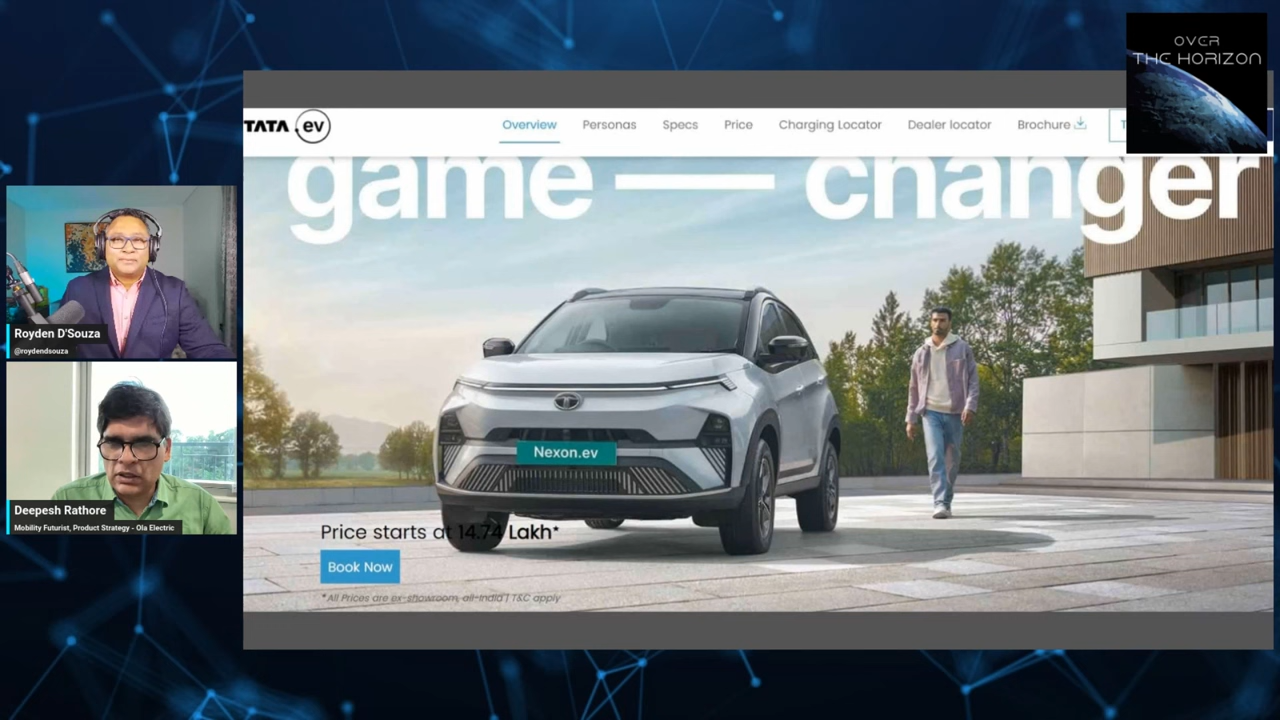 OVER
THE HORIZON
TATA .ev
Overview
Personas
Specs
Price
Charging Locator
Dealer locator
Brochure
T
game — changer
Nexon.ev
Price starts at 14.74 Lakh*
Book Now
*All Prices are ex-showroom, all-India | T&C apply
Royden D'Souza
@roydendsouza
Deepesh Rathore
Mobility Futurist, Product Strategy - Ola Electric